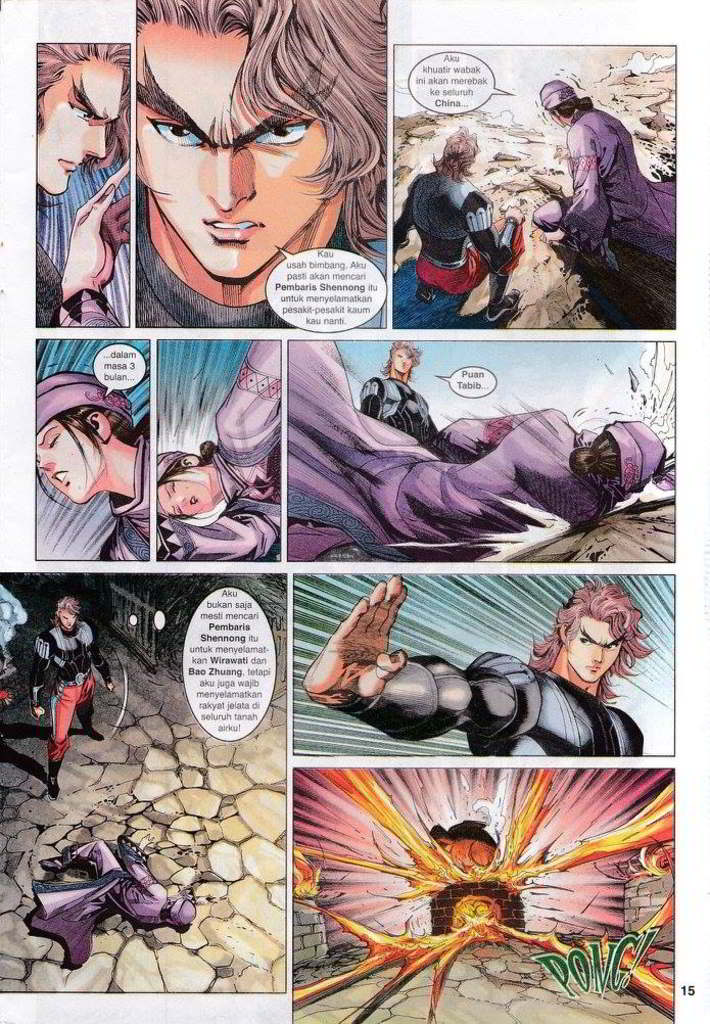 Kau
usah bimbang. Aku
pasti akan mencari
Pembaris Shennong itu
untuk menyelamatkan
pesakit-pesakit kaum
kau nanti.
Aku
khuatir wabak
ini akan merebak
ke seluruh
China...
...dalam
masa 3
bulan...
Puan
Tabib...
Aku
bukan saja
mesti mencari
Pembaris
Shennong itu
untuk menyelamat-
kan Wirawati dan
Bao Zhuang, tetapi
aku juga wajib
menyelamatkan
rakyat jelata di
seluruh tanah
airku!
PONG!
15